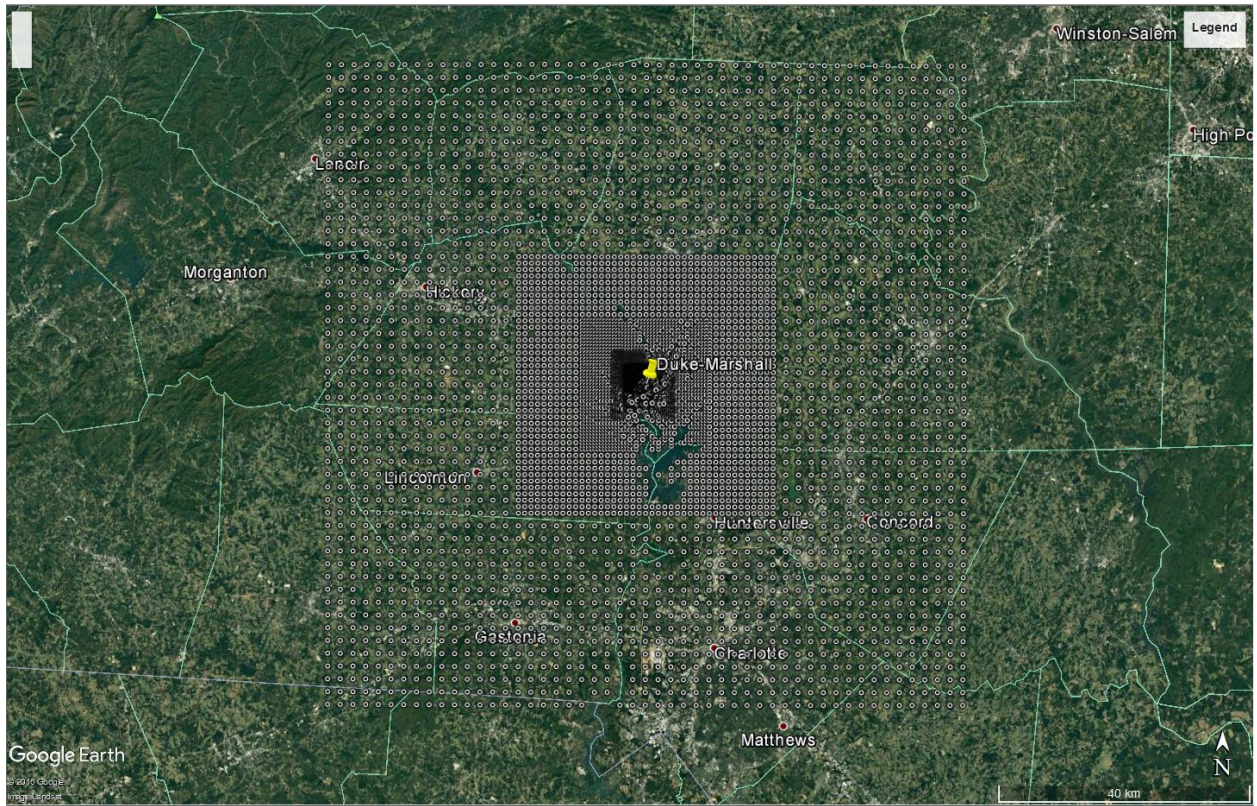 Winston-Salem
Legend
High Po
Lenoir
Morganton
Hickory
Duke-Marshall
Lincolnton
Huntersville
Concord
Gastonia
Charlotte
Matthews
Google Earth
© 2016 Google
Image Landsat
N
40 km